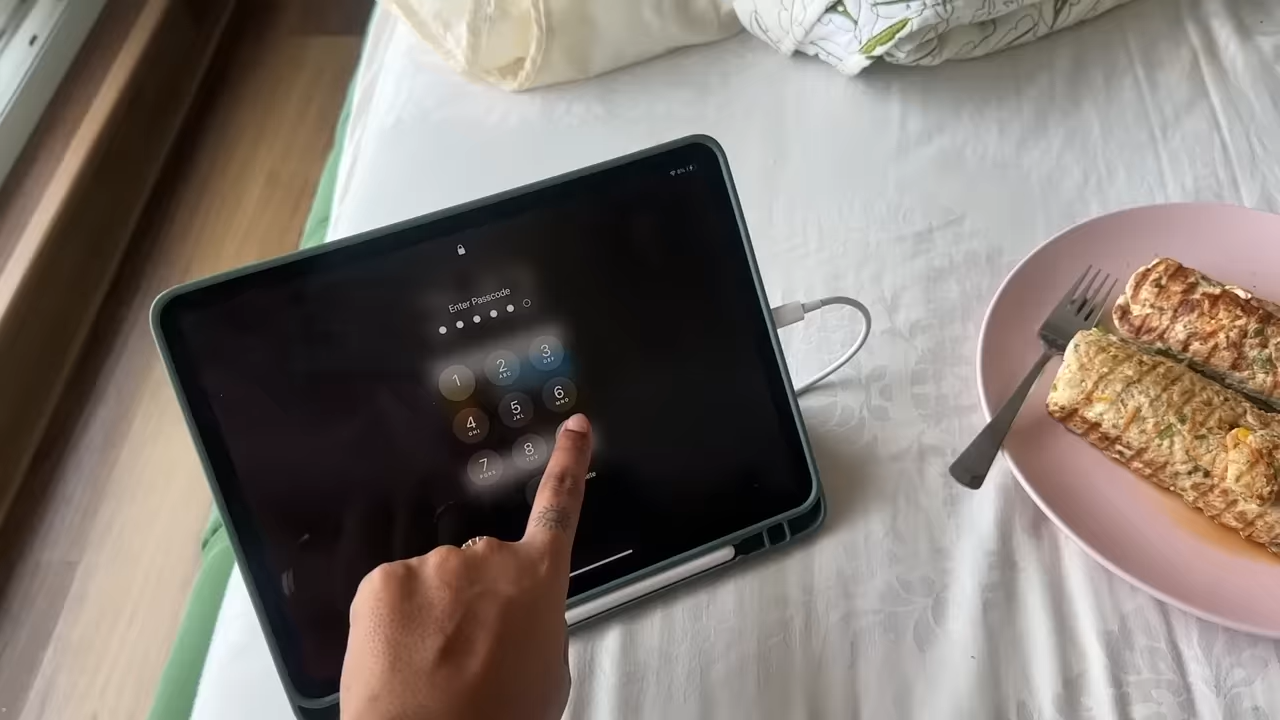 Enter Passcode
1 2 3
ABC DEF
4 5 6
GHI JKL MNO
7 8
PQRS TUV